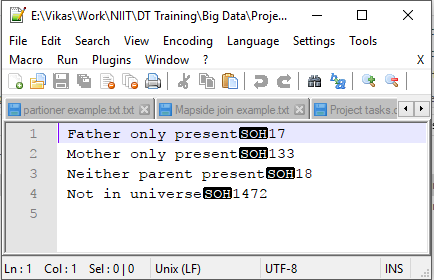 E:\Vikas\Work\NIIT\DT Training\Big Data\Proje...
File Edit Search View Encoding Language Settings Tools
Macro Run Plugins Window ? X
partioner example.txt.txt Mapside join example.txt Project tasks.
1 Father only presentSOH17
2 Mother only presentSOH133
3 Neither parent presentSOH18
4 Not in universeSOH1472
5
Ln : 1 Col : 1 Sel : 0 | 0 Unix (LF) UTF-8 INS